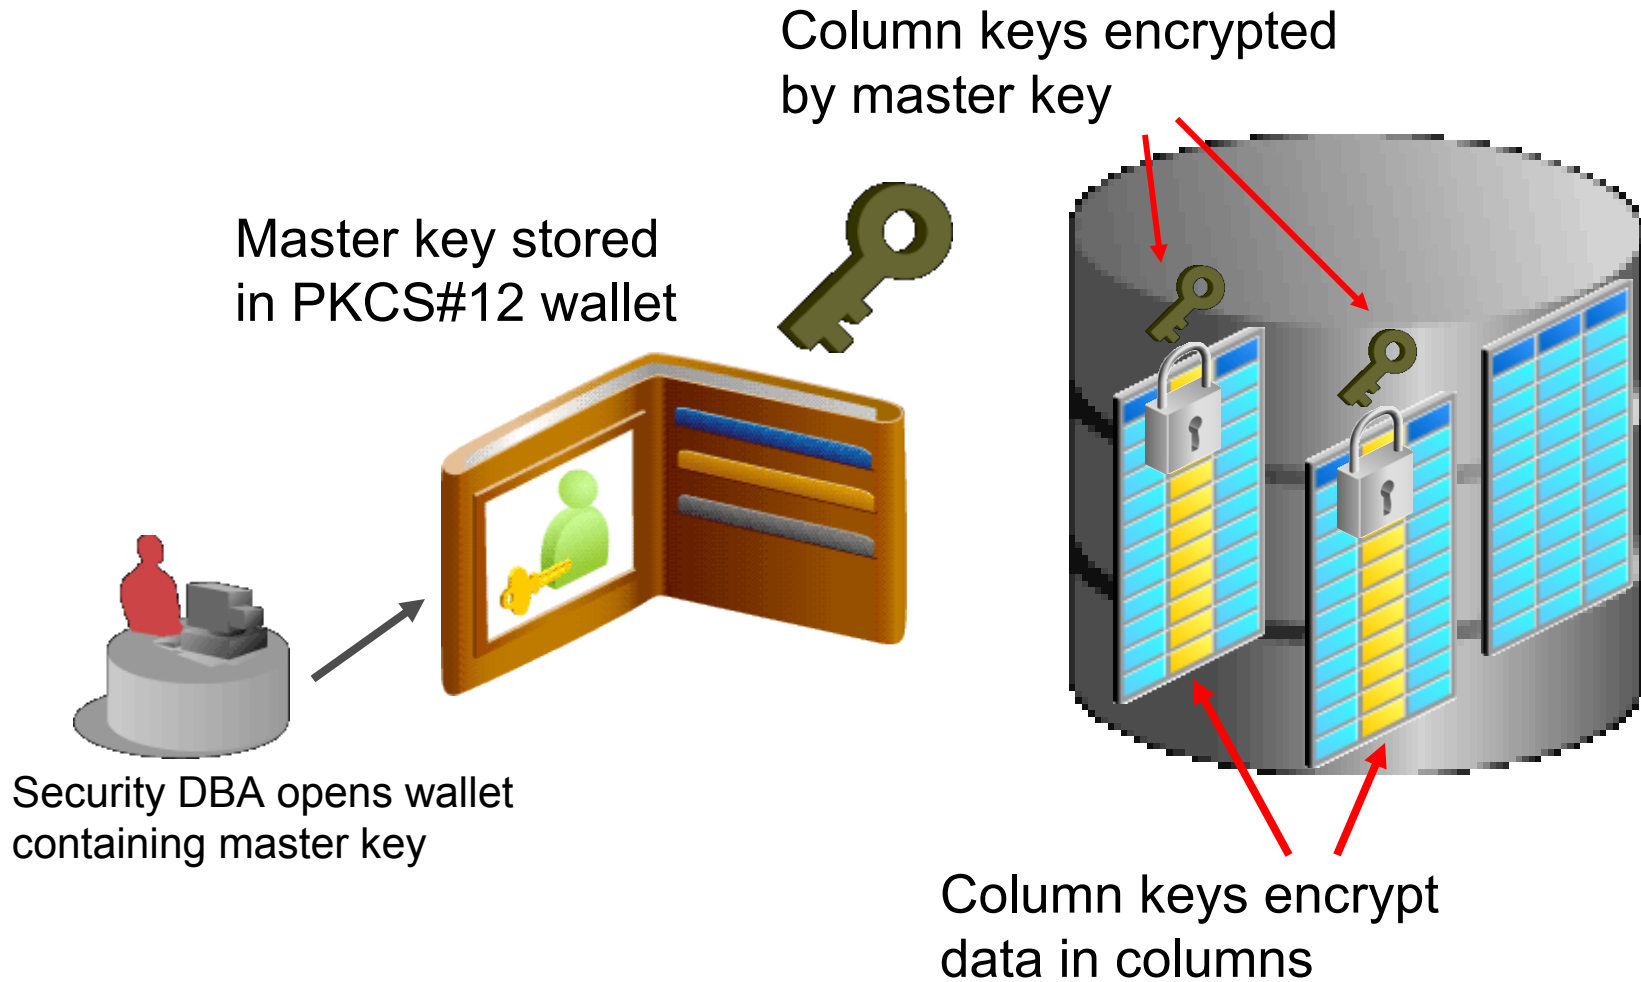 Column keys encrypted
by master key
Master key stored
in PKCS#12 wallet
Security DBA opens wallet
containing master key
Column keys encrypt
data in columns